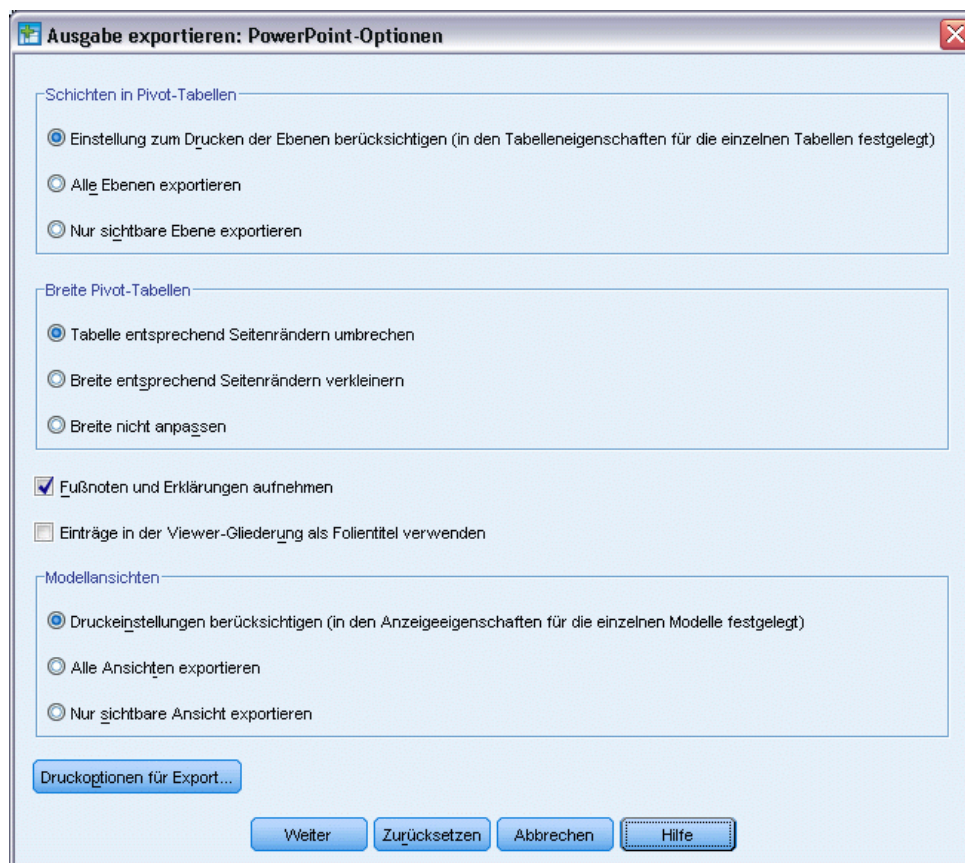 Ausgabe exportieren: PowerPoint-Optionen
Schichten in Pivot-Tabellen
Einstellung zum Drucken der Ebenen berücksichtigen (in den Tabelleneigenschaften für die einzelnen Tabellen festgelegt)
Alle Ebenen exportieren
Nur sichtbare Ebene exportieren
Breite Pivot-Tabellen
Tabelle entsprechend Seitenrändern umbrechen
Breite entsprechend Seitenrändern verkleinern
Breite nicht anpassen
Fußnoten und Erklärungen aufnehmen
Einträge in der Viewer-Gliederung als Folientitel verwenden
Modellansichten
Druckeinstellungen berücksichtigen (in den Anzeigeeigenschaften für die einzelnen Modelle festgelegt)
Alle Ansichten exportieren
Nur sichtbare Ansicht exportieren
Druckoptionen für Export...
Weiter Zurücksetzen Abbrechen Hilfe